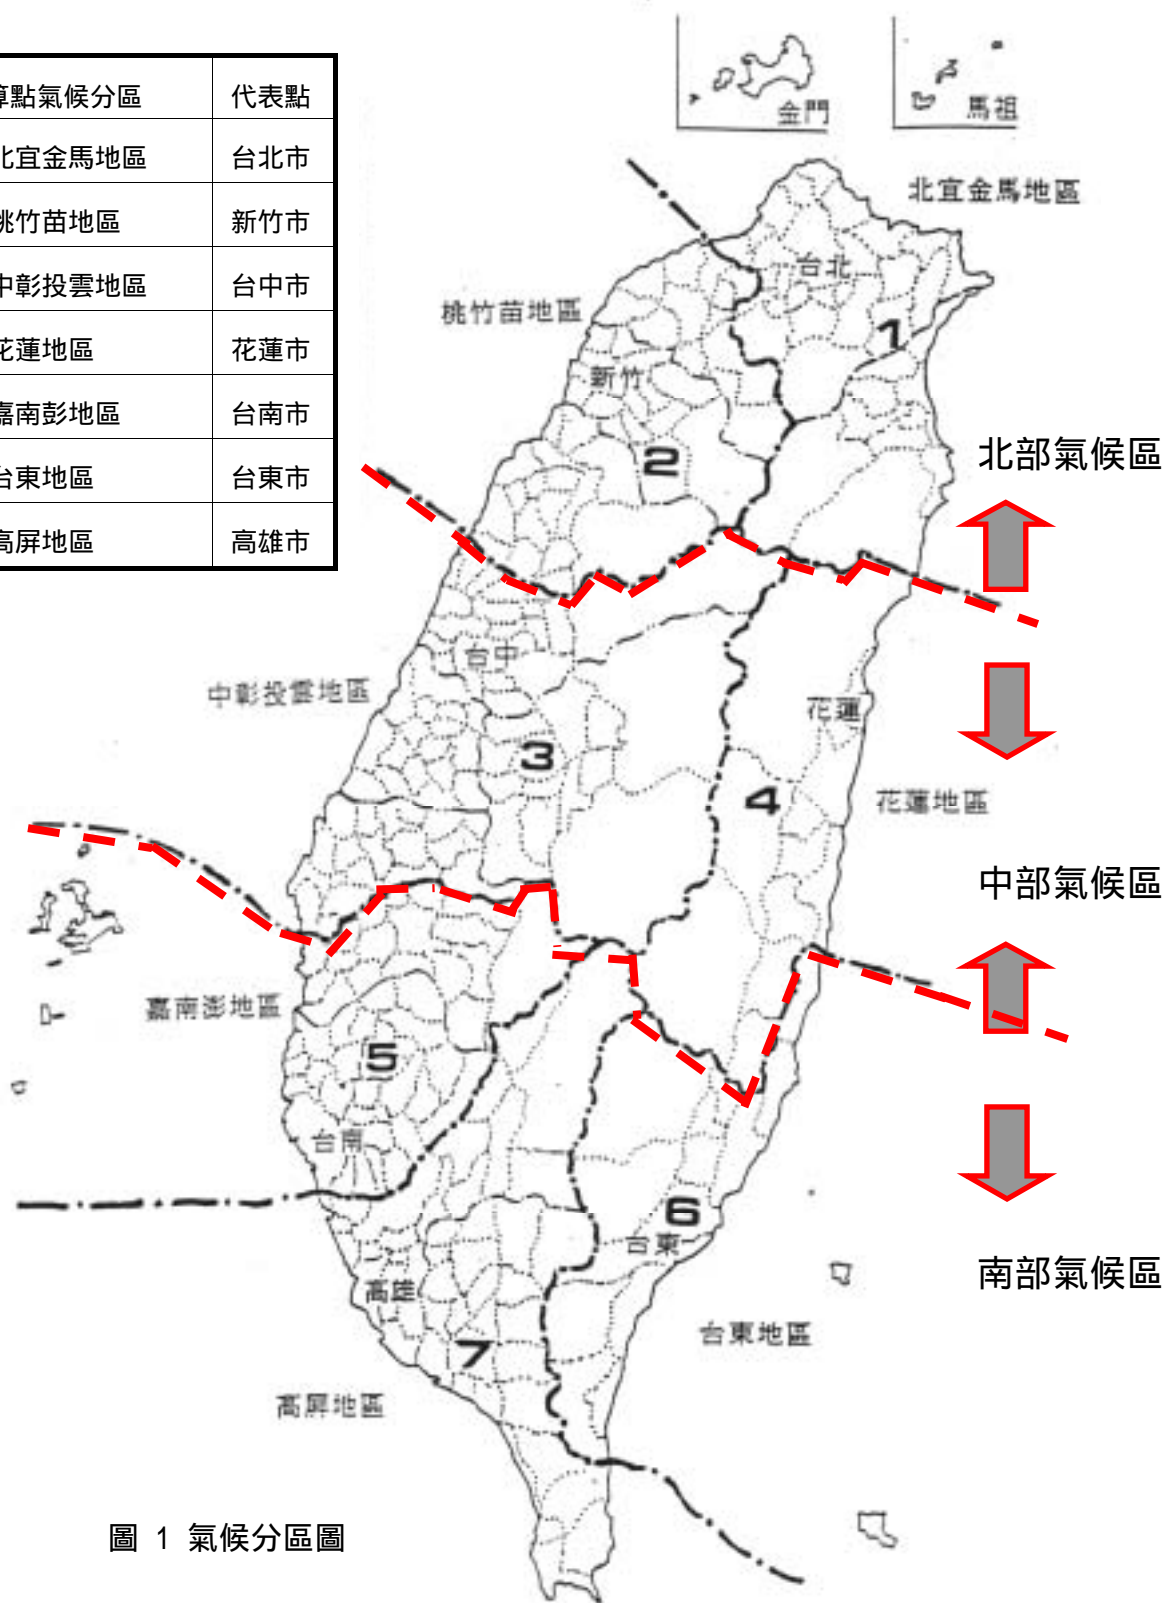 算點氣候分區 代表點
北宜金馬地區 台北市
桃竹苗地區 新竹市
中彰投雲地區 台中市
花蓮地區 花蓮市
嘉南彭地區 台南市
台東地區 台東市
高屏地區 高雄市
金門
馬祖
北宜金馬地區
台北
桃竹苗地區
1
新竹
2
北部氣候區
台中
中彰投雲地區
花蓮
3
4
花蓮地區
中部氣候區
嘉南澎地區
5
台南
6
台東
南部氣候區
高雄
台東地區
7
高屏地區
圖 1 氣候分區圖